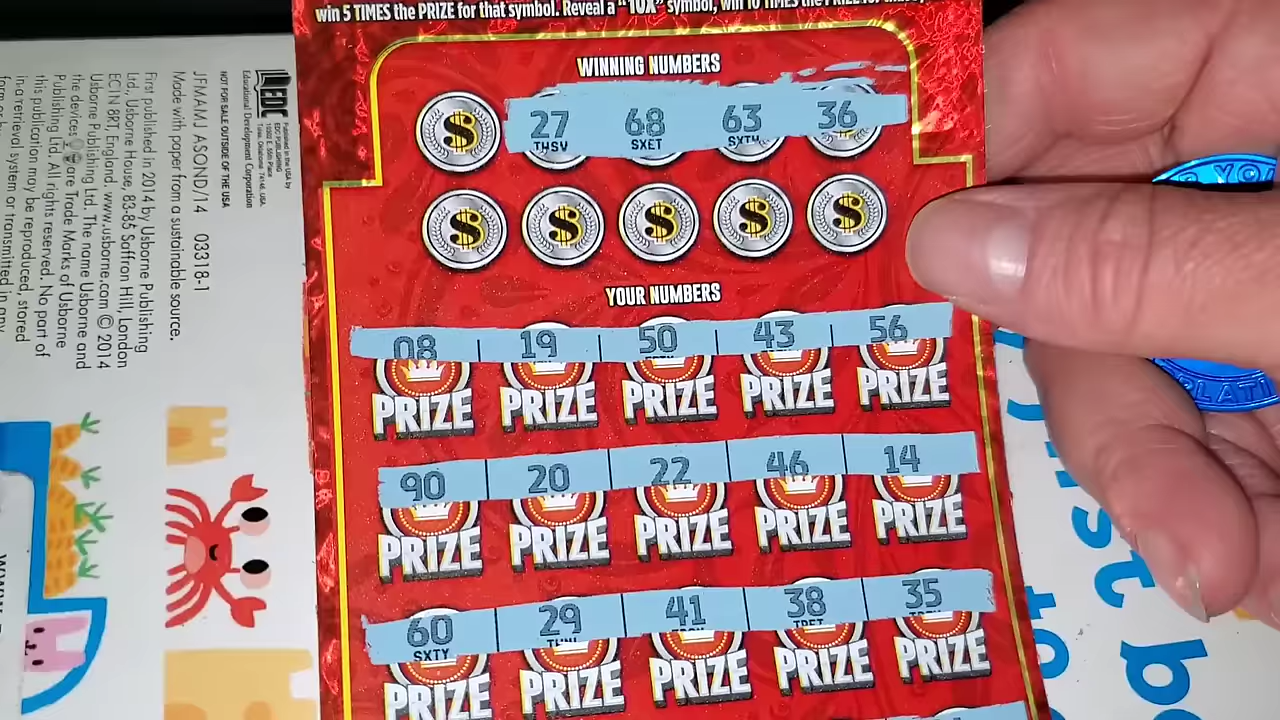 win 5 TIMES the PRIZE for that symbol. Reveal a "10X" symbol, win 10 TIMES the PRIZE
WINNING NUMBERS
27 68 63 36
TWSV SXET SXTH
YOUR NUMBERS
08 19 50 43 56
PRIZE PRIZE PRIZE PRIZE PRIZE
90 20 22 46 14
PRIZE PRIZE PRIZE PRIZE PRIZE
60 29 41 38 35
SXTY
PRIZE PRIZE PRIZE PRIZE PRIZE
Published in the U.S.A. by
EDC
Educational Development Corporation
NOT FOR SALE OUTSIDE OF THE USA
JFMAMJ ASOND/14 03318-1
Made with paper from a sustainable source.
First published in 2014 by Usborne Publishing
Ltd., Usborne House, 83-85 Saffron Hill, London
EC1N 8RT, England. www.usborne.com © 2014
Usborne Publishing Ltd. The name Usborne and
the devices are Trade Marks of Usborne
Publishing Ltd. All rights reserved. No part of
this publication may be reproduced, stored
in a retrieval system or transmitted in any